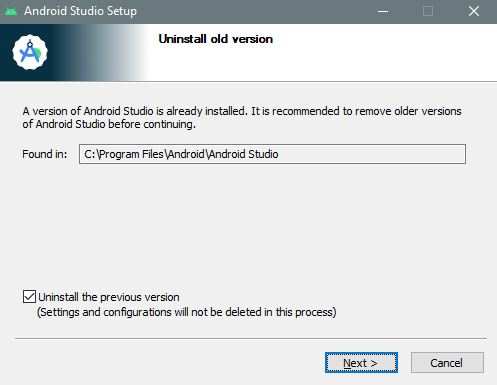 Android Studio Setup
Uninstall old version
A version of Android Studio is already installed. It is recommended to remove older versions
of Android Studio before continuing.
Found in: C:\Program Files\Android\Android Studio
Uninstall the previous version
(Settings and configurations will not be deleted in this process)
Next > Cancel